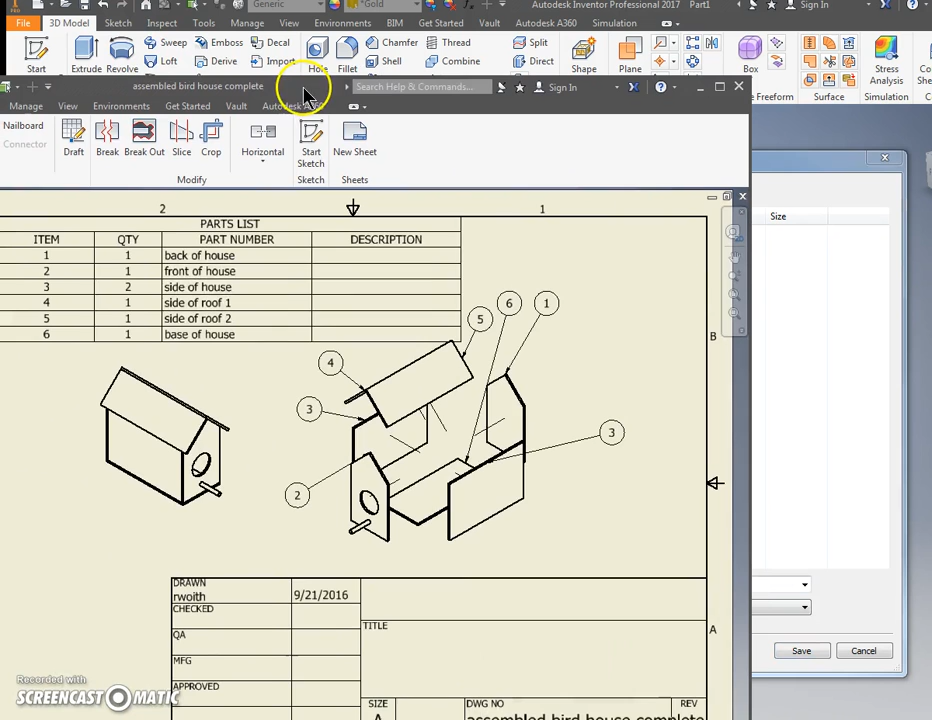 Generic
*Gold
Autodesk Inventor Professional 2017 Part1
Sign In
File 3D Model Sketch Inspect Tools Manage View Environments BIM Get Started Vault Autodesk A360 Simulation
Start Extrude Revolve Sweep Emboss Decal Hole Fillet Chamfer Thread Split Shape Plane Box Stress
Loft Derive Import Shell Combine Direct
Freeform Surface
assembled bird house complete
Search Help & Commands...
Sign In
Manage View Environments Get Started Vault Autodesk A360
Nailboard
Connector
Draft Break Break Out Slice Crop Horizontal Start Sketch New Sheet
Modify Sketch Sheets
Size
2 1
PARTS LIST
ITEM QTY PART NUMBER DESCRIPTION
1 1 back of house
2 1 front of house
3 2 side of house
4 1 side of roof 1
5 1 side of roof 2
6 1 base of house
6 1
5
B
4
3
3
2
DRAWN
rwoith 9/21/2016
CHECKED
QA
MFG
APPROVED
TITLE
A
SIZE
A
DWG NO
assembled bird house complete
REV
Save Cancel
Recorded with
SCREENCAST-O-MATIC